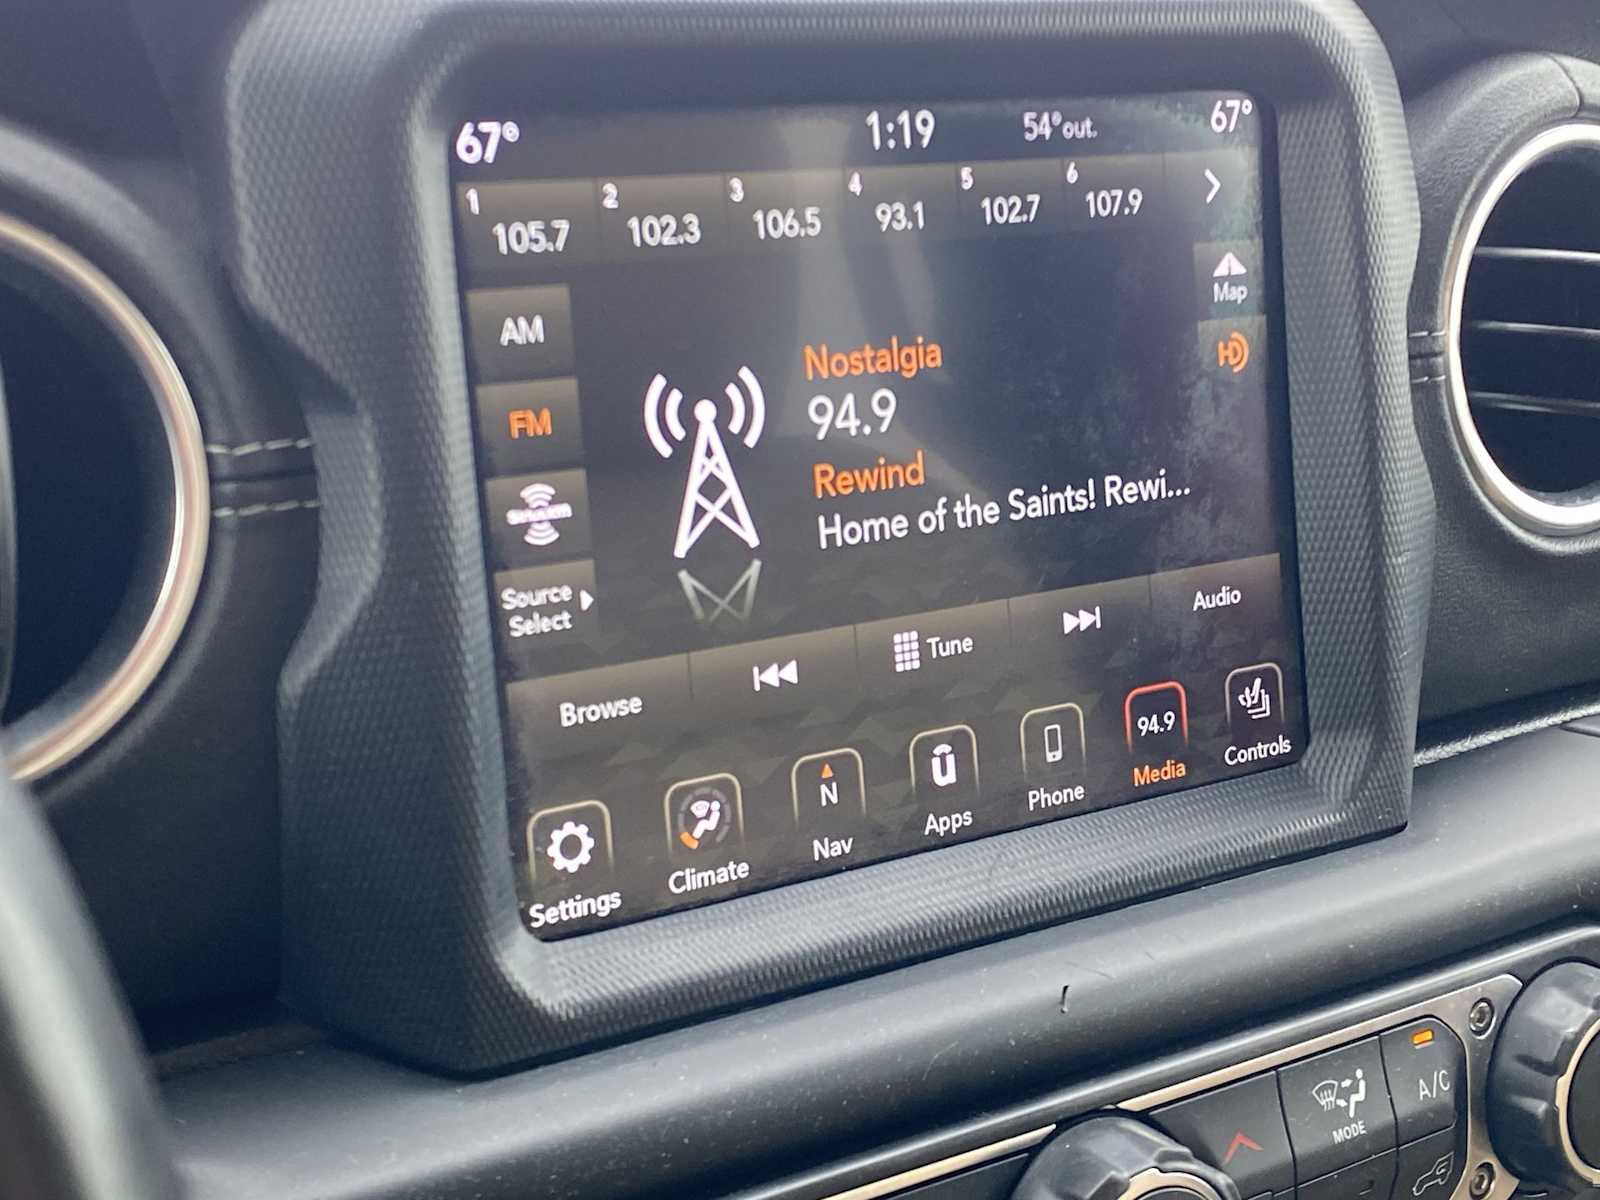 67°
1:19
54°out.
67°
1
105.7
2
102.3
3
106.5
4
93.1
5
102.7
6
107.9
Map
AM
HD
Nostalgia
FM
94.9
Rewind
SiriusXM
Home of the Saints! Rewi...
Source
Select
Browse
Tune
Audio
Settings
Climate
N
Nav
Apps
Phone
94.9
Media
Controls
MODE
A/C